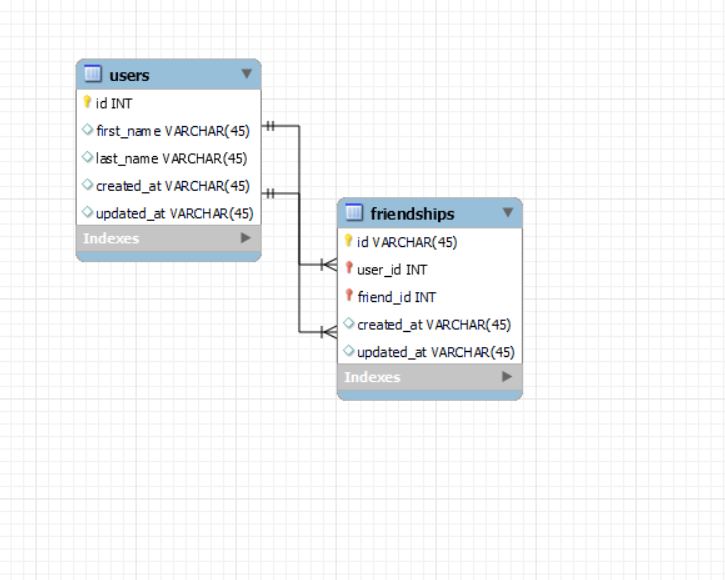 users
id INT
first_name VARCHAR(45)
last_name VARCHAR(45)
created_at VARCHAR(45)
updated_at VARCHAR(45)
Indexes
friendships
id VARCHAR(45)
user_id INT
friend_id INT
created_at VARCHAR(45)
updated_at VARCHAR(45)
Indexes